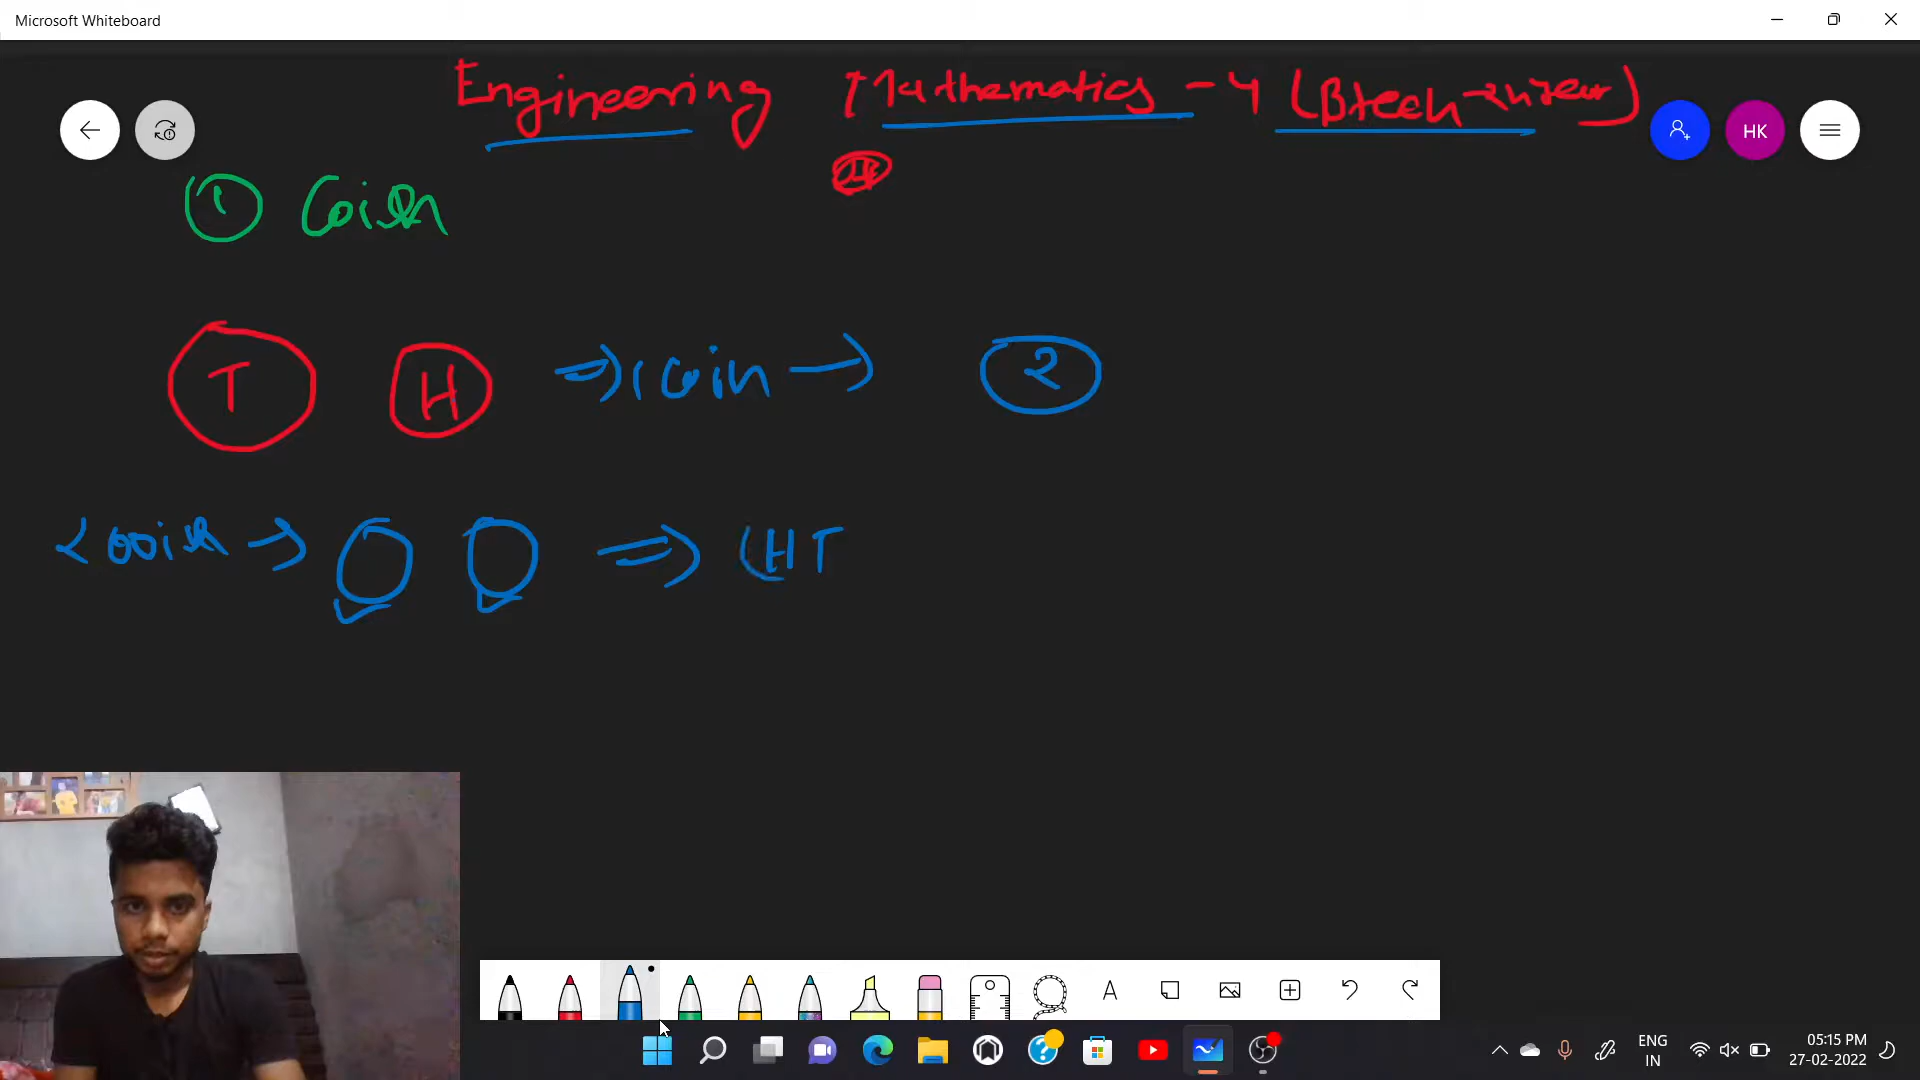 Microsoft Whiteboard
Engineering Mathematics - 4 (Btech-2nd year)
HK
① Coin
T H ⇒ 1 coin → 2
2 coin → ⇒ (HT
A
ENG
IN
05:15 PM
27-02-2022